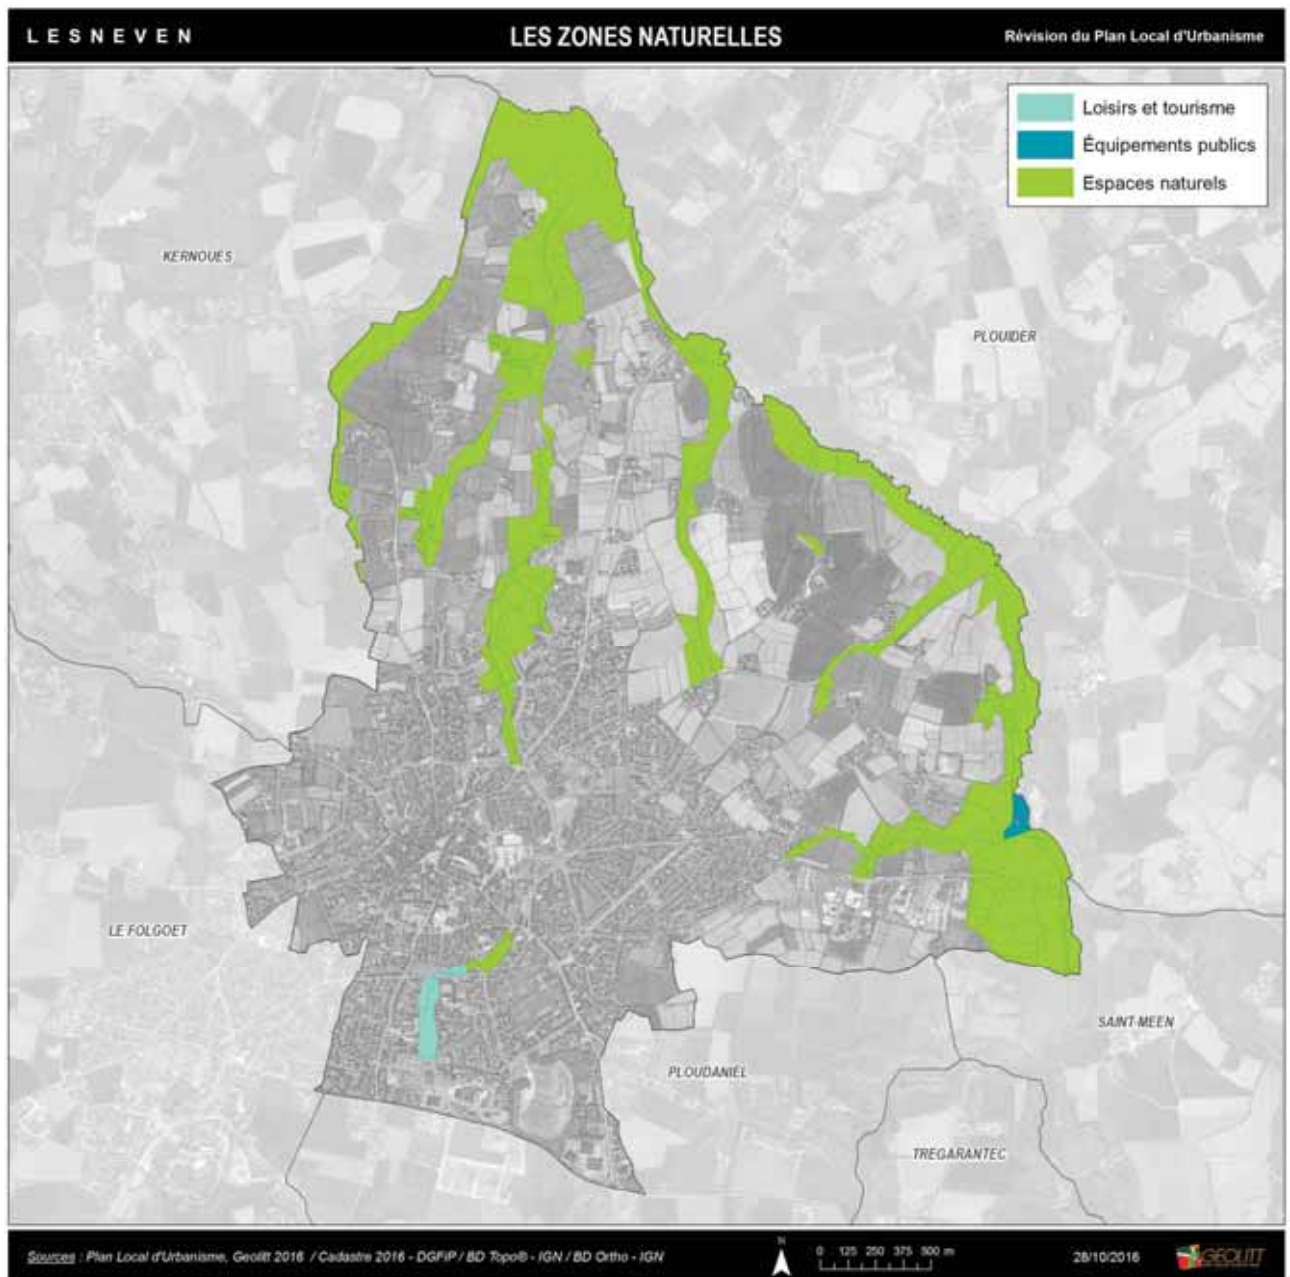 LESNEVEN
LES ZONES NATURELLES
Révision du Plan Local d'Urbanisme
Loisirs et tourisme
Équipements publics
Espaces naturels
KERNOUES
PLOUIDER
LE FOLGOET
SAINT-MEEN
PLOUDANIEL
TREGARANTEC
Sources : Plan Local d'Urbanisme, Geolitt 2016 / Cadastre 2016 - DGFiP / BD Topo® - IGN / BD Ortho - IGN
N
0 125 250 375 500 m
28/10/2016
GEOLITT